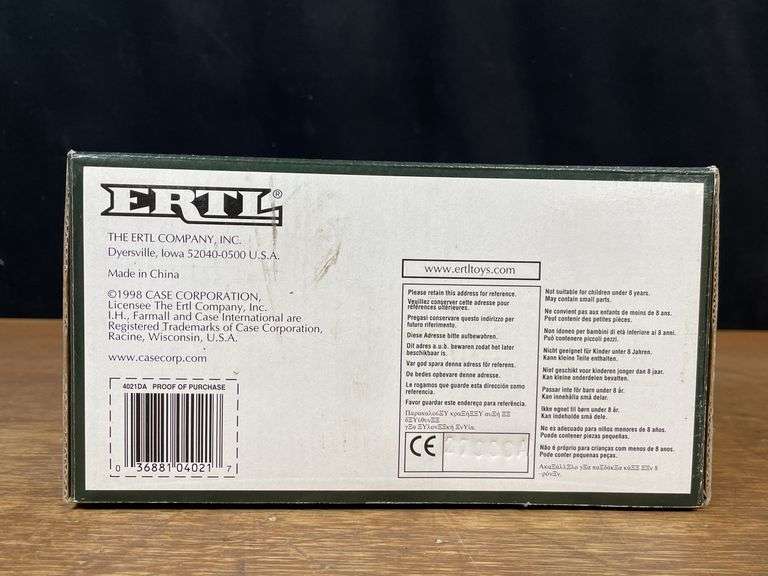 ERTL®
THE ERTL COMPANY, INC.
Dyersville, Iowa 52040-0500 U.S.A.
Made in China
©1998 CASE CORPORATION,
Licensee The Ertl Company, Inc.
I.H., Farmall and Case International are
Registered Trademarks of Case Corporation,
Racine, Wisconsin, U.S.A.
www.casecorp.com
4021DA PROOF OF PURCHASE
0 36881 04021 7
www.ertltoys.com
Please retain this address for reference.
Veuillez conserver cette adresse pour
références ultérieures.
Pregasi conservare questo indirizzo per
futuro riferimento.
Diese Adresse bitte aufbewahren.
Dit adres a.u.b. bewaren zodat het later
beschikbaar is.
Var god spara denna adress för referens.
De bedes opbevare denne adresse.
Le rogamos que guarde esta dirección como
referencia.
Favor guardar este endereço para referência.
CE
Not suitable for children under 8 years.
May contain small parts.
Ne convient pas aux enfants de moins de 8 ans.
Peut contenir des petites pièces.
Non idonen per bambini di età inferiore ai 8 anni.
Può contenere piccoli pezzi.
Nicht geeignet für Kinder unter 8 Jahren.
Kann kleine Teile enthalten.
Niet geschikt voor kinderen jonger dan 8 jaar.
Kan kleine onderdelen bevatten.
Passar inte för barn under 8 år.
Kan innehålla små delar.
Ikke egnet til børn under 8 år.
Kan indeholde små dele.
No es adecuado para niños menores de 8 años.
Puede contener piezas pequeñas.
Não é próprio para crianças com menos de 8 anos.
Pode conter pequenas peças.